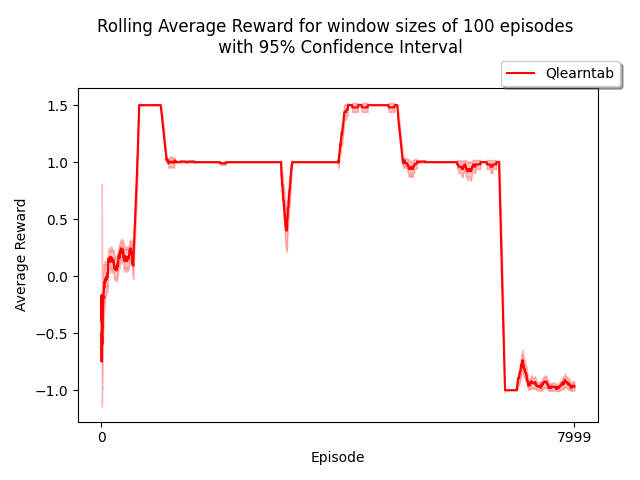 Rolling Average Reward for window sizes of 100 episodes
with 95% Confidence Interval
Qlearntab
1.5
1.0
0.5
0.0
−0.5
−1.0
Average Reward
0
7999
Episode